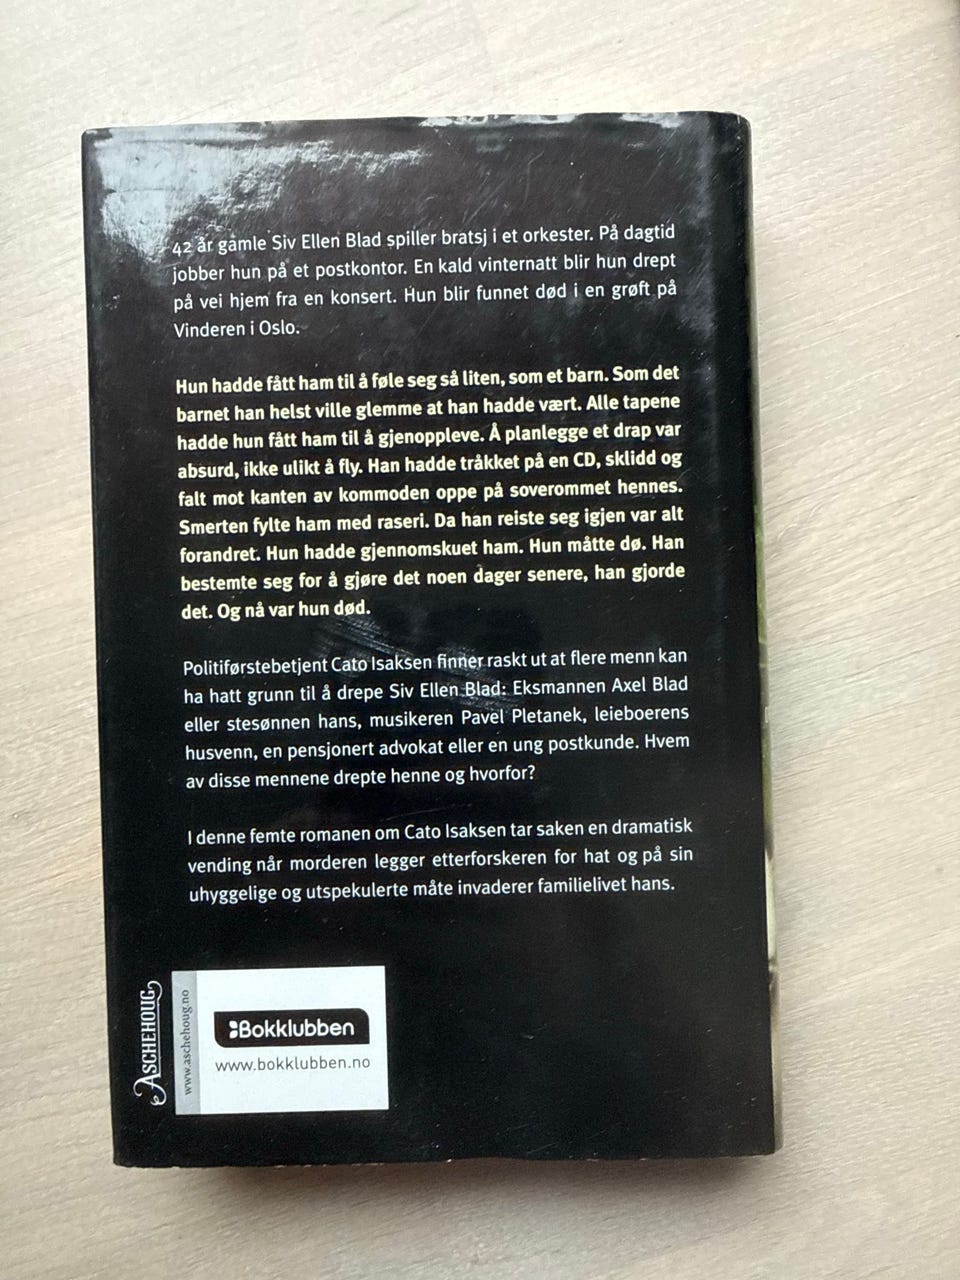 42 år gamle Siv Ellen Blad spiller bratsj i et orkester. På dagtid
jobber hun på et postkontor. En kald vinternatt blir hun drept
på vei hjem fra en konsert. Hun blir funnet død i en grøft på
Vinderen i Oslo.
Hun hadde fått ham til å føle seg så liten, som et barn. Som det
barnet han helst ville glemme at han hadde vært. Alle tapene
hadde hun fått ham til å gjenoppleve. Å planlegge et drap var
absurd, ikke ulikt å fly. Han hadde tråkket på en CD, sklidd og
falt mot kanten av kommoden oppe på soverommet hennes.
Smerten fylte ham med raseri. Da han reiste seg igjen var alt
forandret. Hun hadde gjennomskuet ham. Hun måtte dø. Han
bestemte seg for å gjøre det noen dager senere, han gjorde
det. Og nå var hun død.
Politiførstebetjent Cato Isaksen finner raskt ut at flere menn kan
ha hatt grunn til å drepe Siv Ellen Blad: Eksmannen Axel Blad
eller stesønnen hans, musikeren Pavel Pletanek, leieboerens
husvenn, en pensjonert advokat eller en ung postkunde. Hvem
av disse mennene drepte henne og hvorfor?
I denne femte romanen om Cato Isaksen tar saken en dramatisk
vending når morderen legger etterforskeren for hat og på sin
uhyggelige og utspekulerte måte invaderer familielivet hans.
ASCHEHOUG
www.aschehoug.no
Bokklubben
www.bokklubben.no